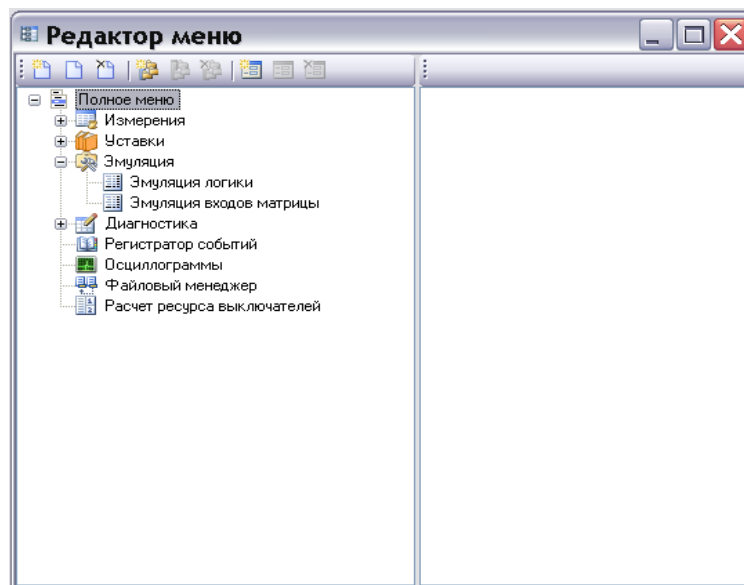 Редактор меню
Полное меню
Измерения
Уставки
Эмуляция
Эмуляция логики
Эмуляция входов матрицы
Диагностика
Регистратор событий
Осциллограммы
Файловый менеджер
Расчет ресурса выключателей